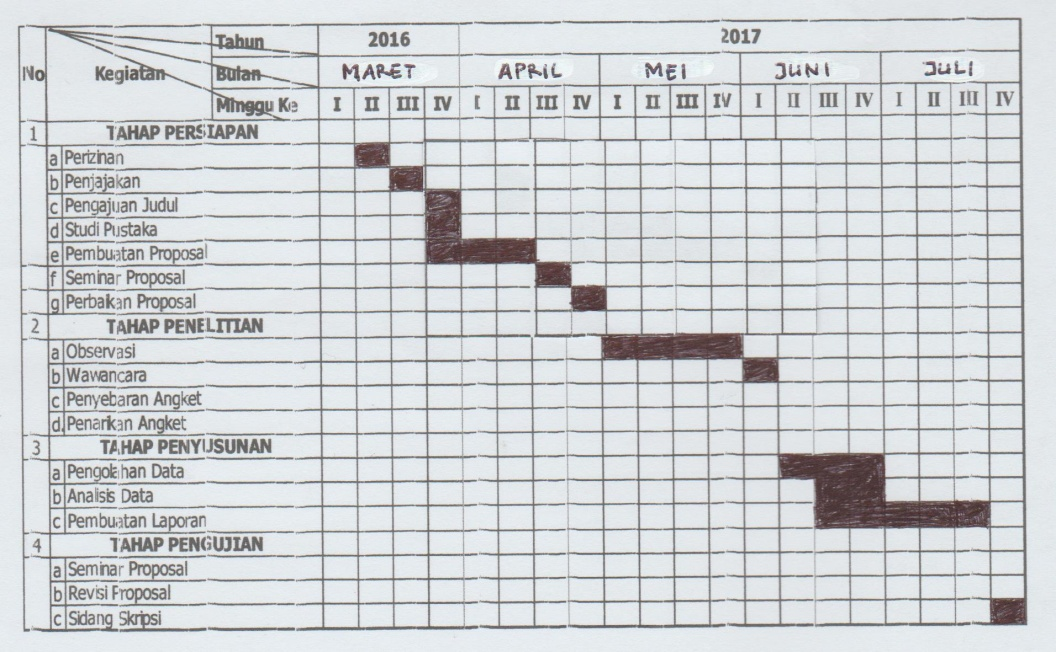 Tahun 2016 2017
No Kegiatan Bulan MARET APRIL MEI JUNI JULI
Minggu Ke I II III IV I II III IV I II III IV I II III IV I II III IV
1 TAHAP PERSIAPAN
a Perizinan
b Penjajakan
c Pengajuan Judul
d Studi Pustaka
e Pembuatan Proposal
f Seminar Proposal
g Perbakan Proposal
2 TAHAP PENELITIAN
a Observasi
b Wawancara
c Penyebaran Angket
d. Penarikan Angket
3 TAHAP PENYUSUNAN
a Pengolahan Data
b Analisis Data
c Pembuatan Laporan
4 TAHAP PENGUJIAN
a Seminar Proposal
b Revisi Proposal
c Sidang Skripsi